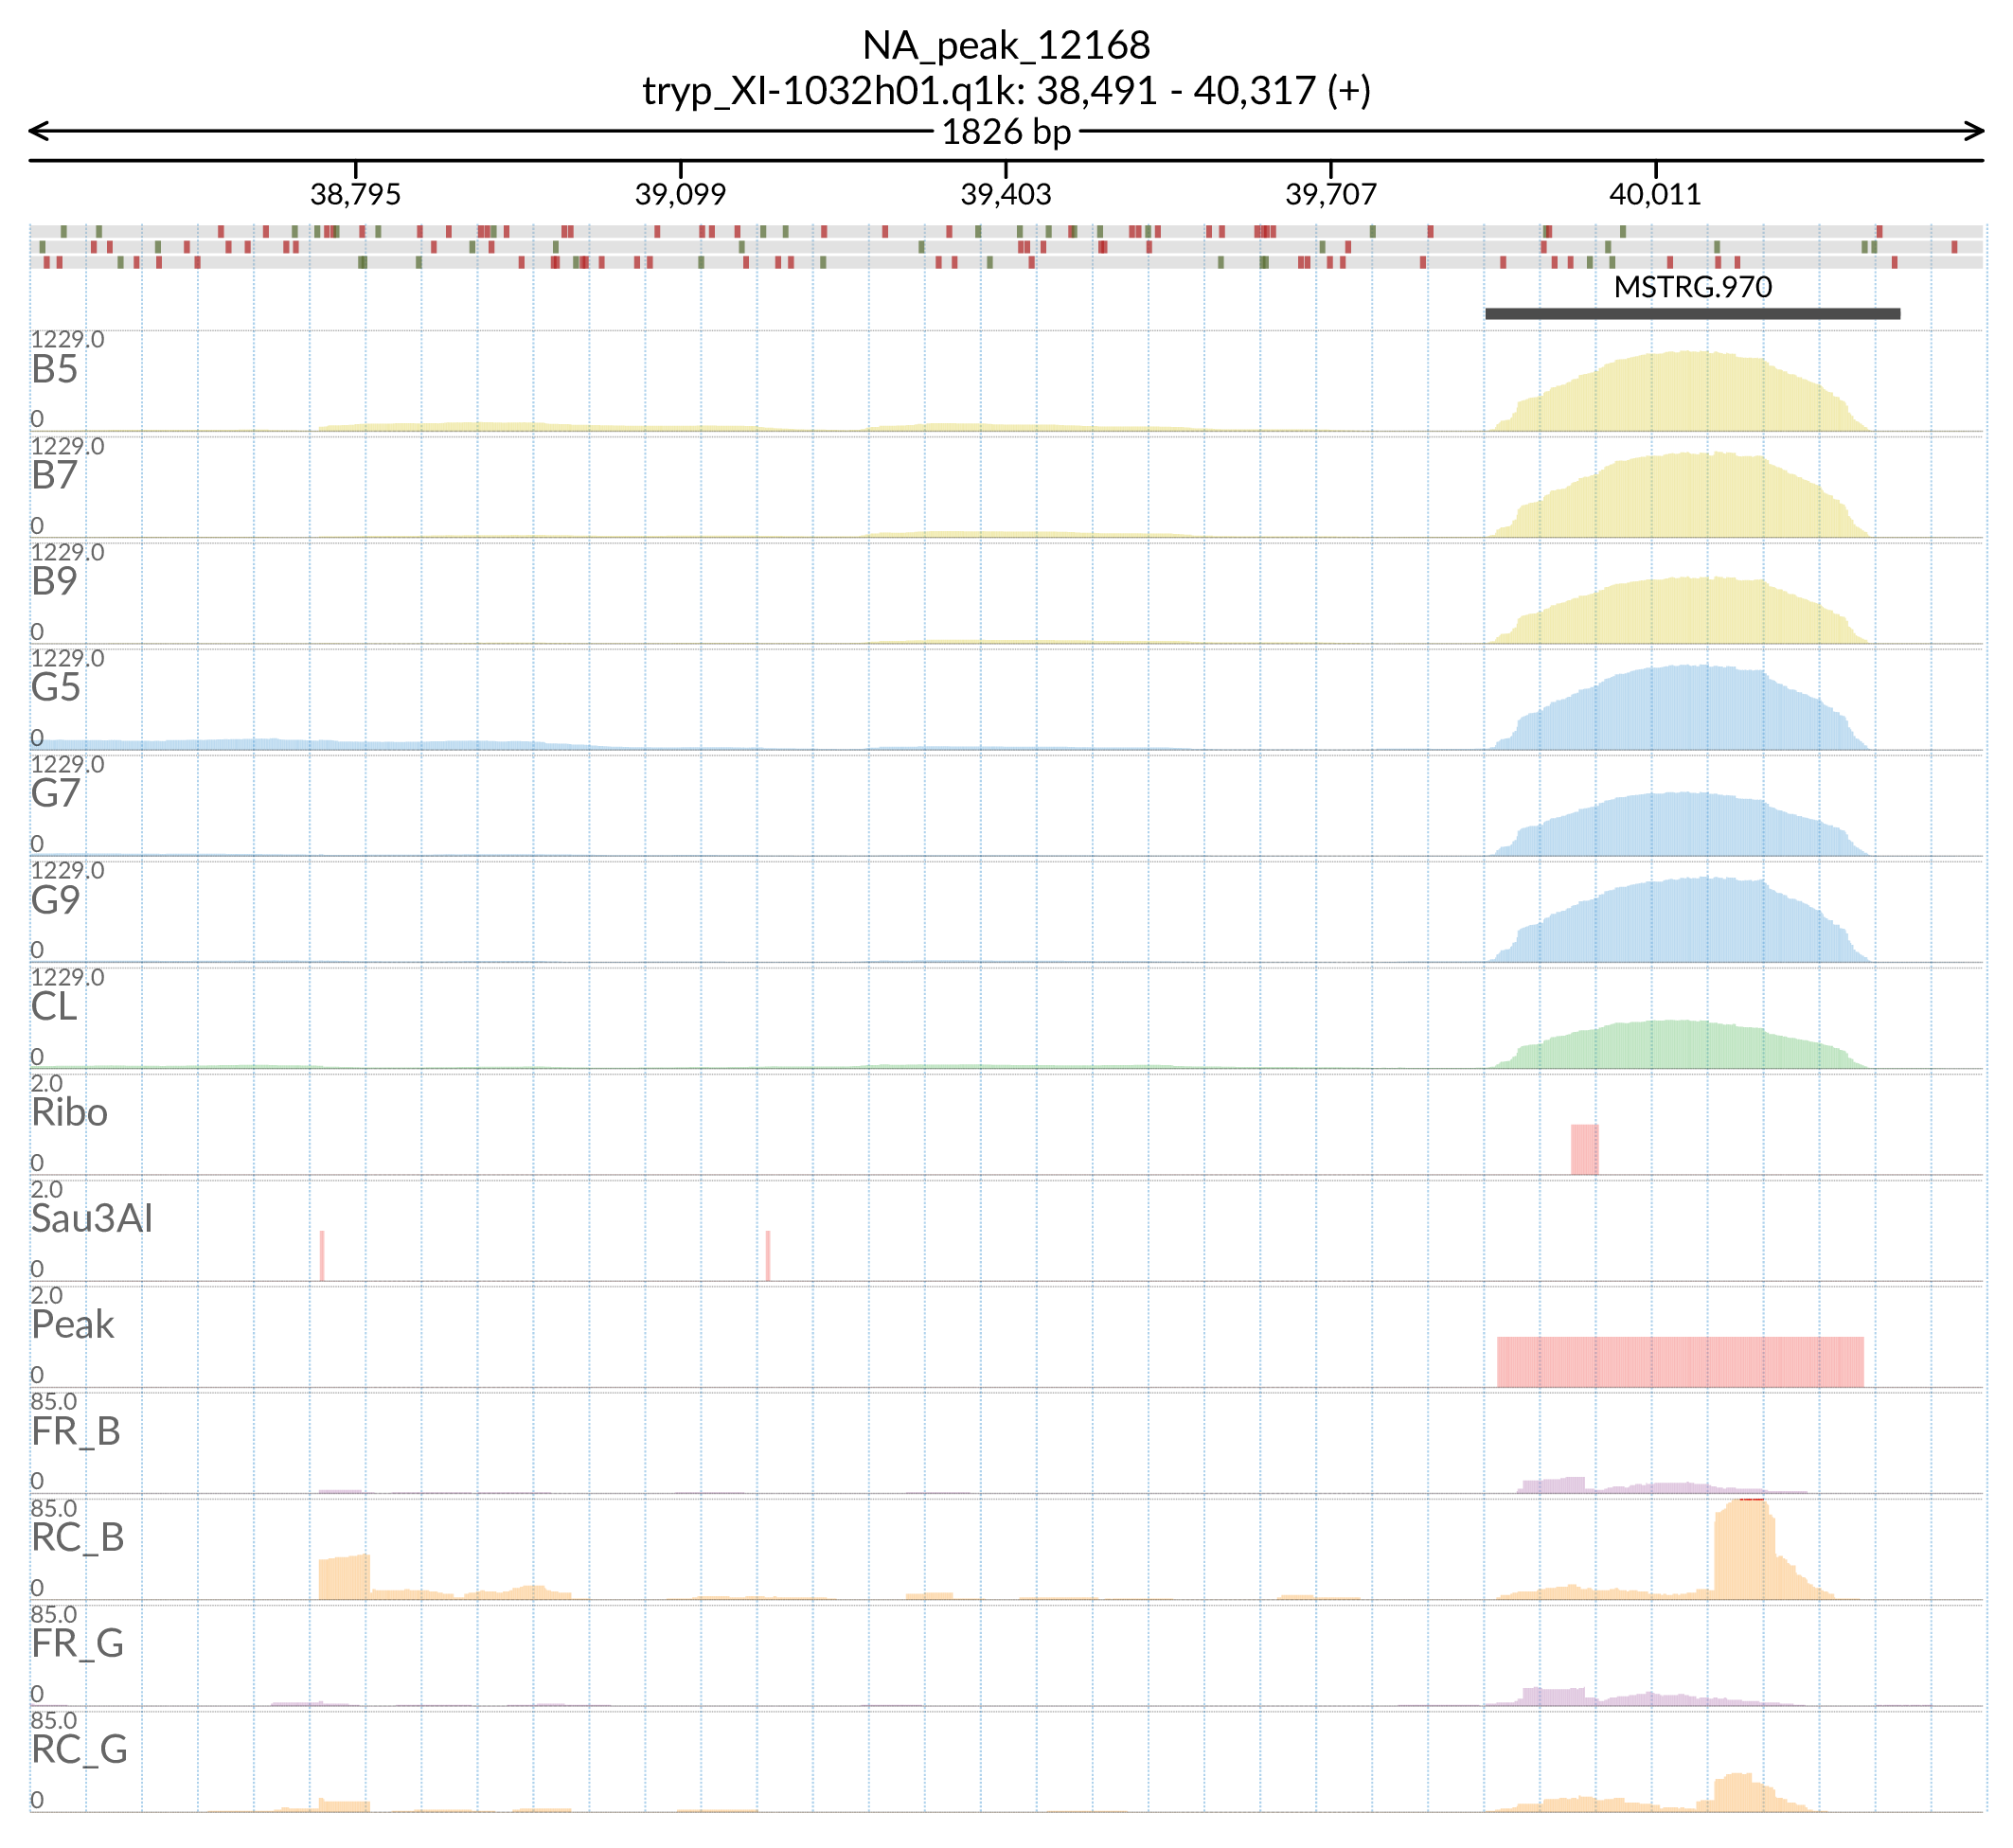 NA_peak_12168
tryp_XI-1032h01.q1k: 38,491 - 40,317 (+)
1826 bp
38,795 39,099 39,403 39,707 40,011
MSTRG.970
1229.0
B5
0
1229.0
B7
0
1229.0
B9
0
1229.0
G5
0
1229.0
G7
0
1229.0
G9
0
1229.0
CL
0
2.0
Ribo
0
2.0
Sau3AI
0
2.0
Peak
0
85.0
FR_B
0
85.0
RC_B
0
85.0
FR_G
0
85.0
RC_G
0